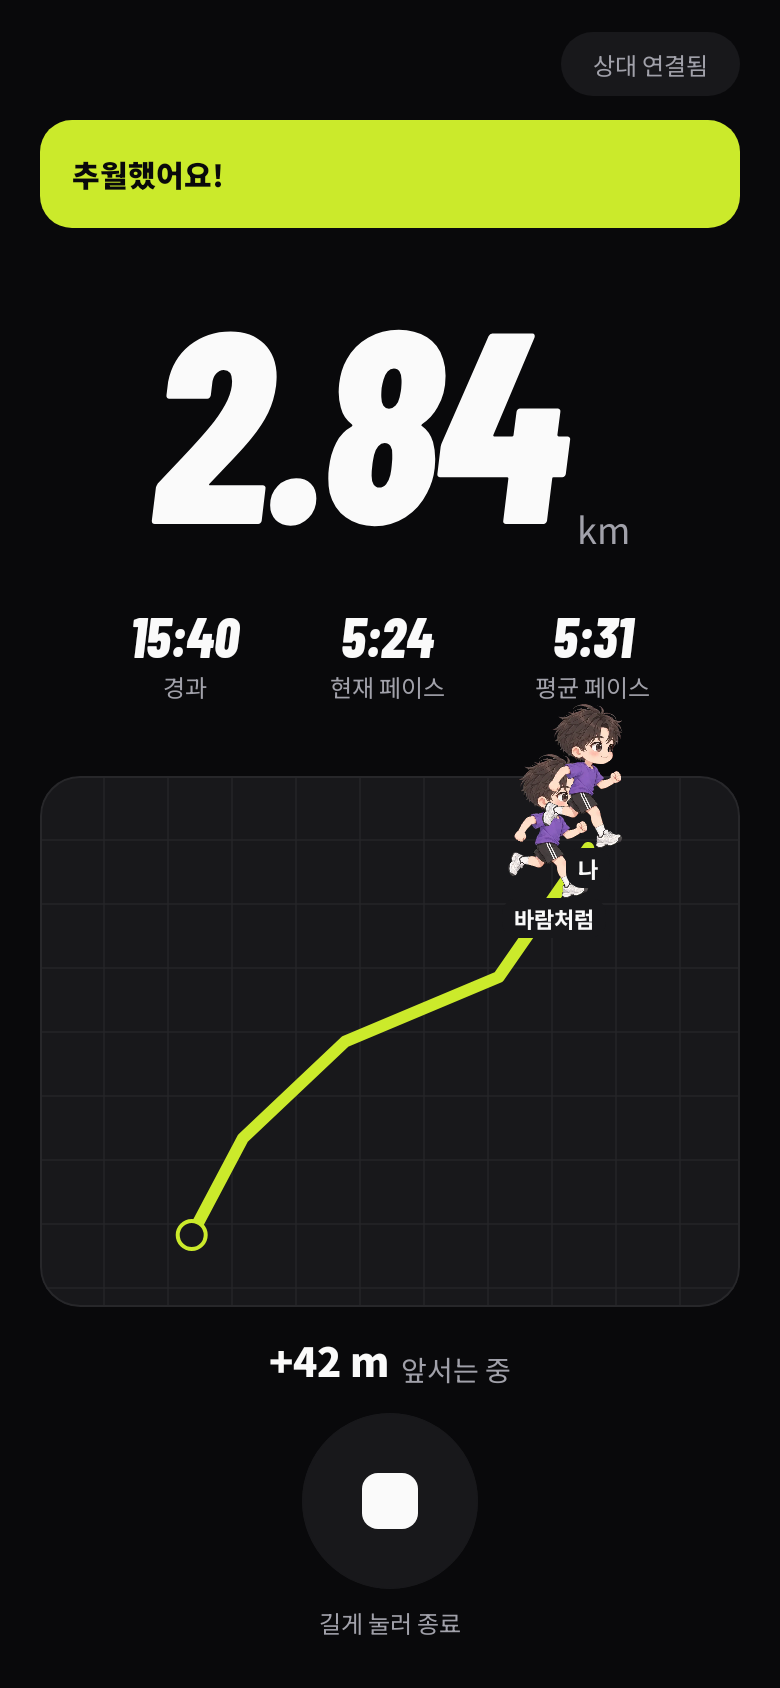 상대 연결됨
추월했어요!
2.84 km
15:40 5:24 5:31
경과 현재 페이스 평균 페이스
나
바람처럼
+42 m 앞서는 중
길게 눌러 종료